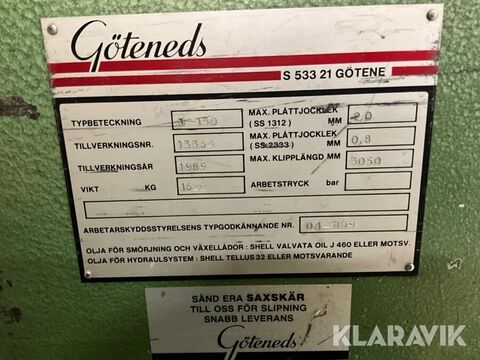 Göteneds
S 533 21 GÖTENE
TYPBETECKNING MAX. PLÅTTJOCKLEK (SS 1312) MM 2,0
TILLVERKNINGSNR. MAX. PLÅTTJOCKLEK (SS 2333) MM 0,8
TILLVERKNINGSÅR 1989 MAX. KLIPPLÄNGD MM 3050
VIKT KG ARBETSTRYCK bar
ARBETARSKYDDSSTYRELSENS TYPGODKÄNNANDE NR.
OLJA FÖR SMÖRJNING OCH VÄXELLÅDOR: SHELL VALVATA OIL J 460 ELLER MOTSV.
OLJA FÖR HYDRAULSYSTEM : SHELL TELLUS 32 ELLER MOTSVARANDE
SÄND ERA SAXSKÄR
TILL OSS FÖR SLIPNING
SNABB LEVERANS
Göteneds
KLARAVIK